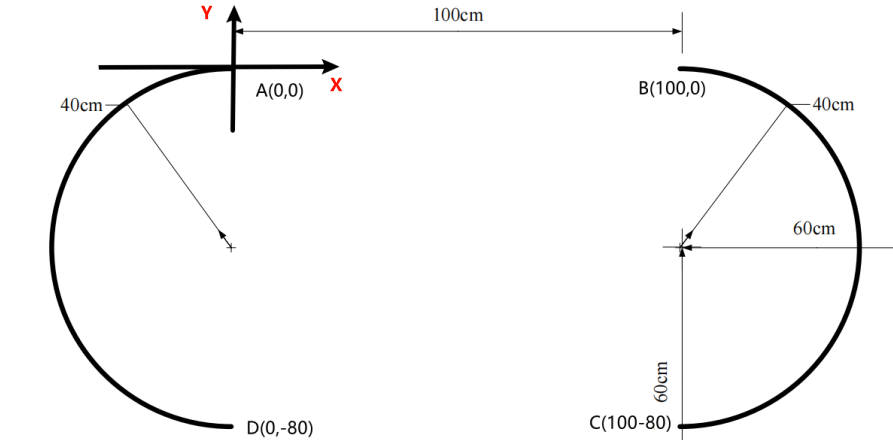 Y
100cm
X
A(0,0)
B(100,0)
40cm
40cm
60cm
60cm
D(0,-80)
C(100-80)